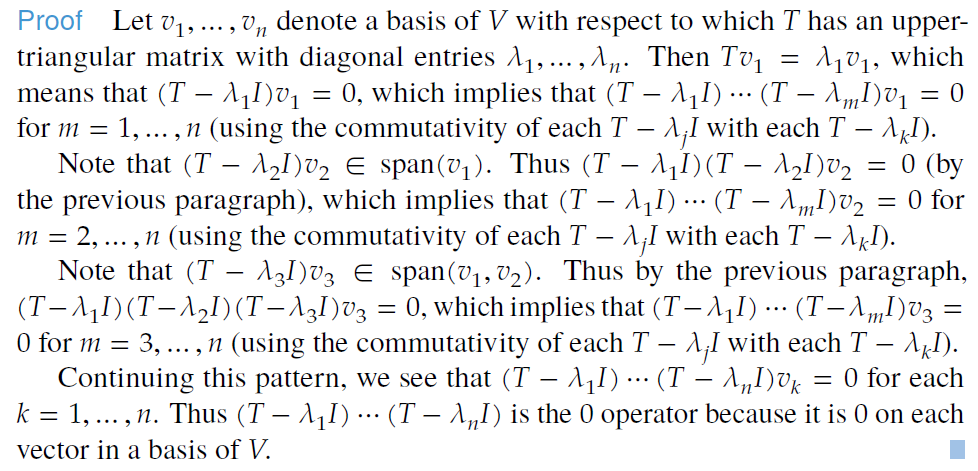 Proof Let v₁, … , vₙ denote a basis of V with respect to which T has an upper-
triangular matrix with diagonal entries λ₁, … , λₙ. Then Tv₁ = λ₁v₁, which
means that (T − λ₁I)v₁ = 0, which implies that (T − λ₁I) ⋯ (T − λₘI)v₁ = 0
for m = 1, … , n (using the commutativity of each T − λⱼI with each T − λₖI).
Note that (T − λ₂I)v₂ ∈ span(v₁). Thus (T − λ₁I)(T − λ₂I)v₂ = 0 (by
the previous paragraph), which implies that (T − λ₁I) ⋯ (T − λₘI)v₂ = 0 for
m = 2, … , n (using the commutativity of each T − λⱼI with each T − λₖI).
Note that (T − λ₃I)v₃ ∈ span(v₁, v₂). Thus by the previous paragraph,
(T − λ₁I)(T − λ₂I)(T − λ₃I)v₃ = 0, which implies that (T − λ₁I) ⋯ (T − λₘI)v₃ =
0 for m = 3, … , n (using the commutativity of each T − λⱼI with each T − λₖI).
Continuing this pattern, we see that (T − λ₁I) ⋯ (T − λₙI)vₖ = 0 for each
k = 1, … , n. Thus (T − λ₁I) ⋯ (T − λₙI) is the 0 operator because it is 0 on each
vector in a basis of V.